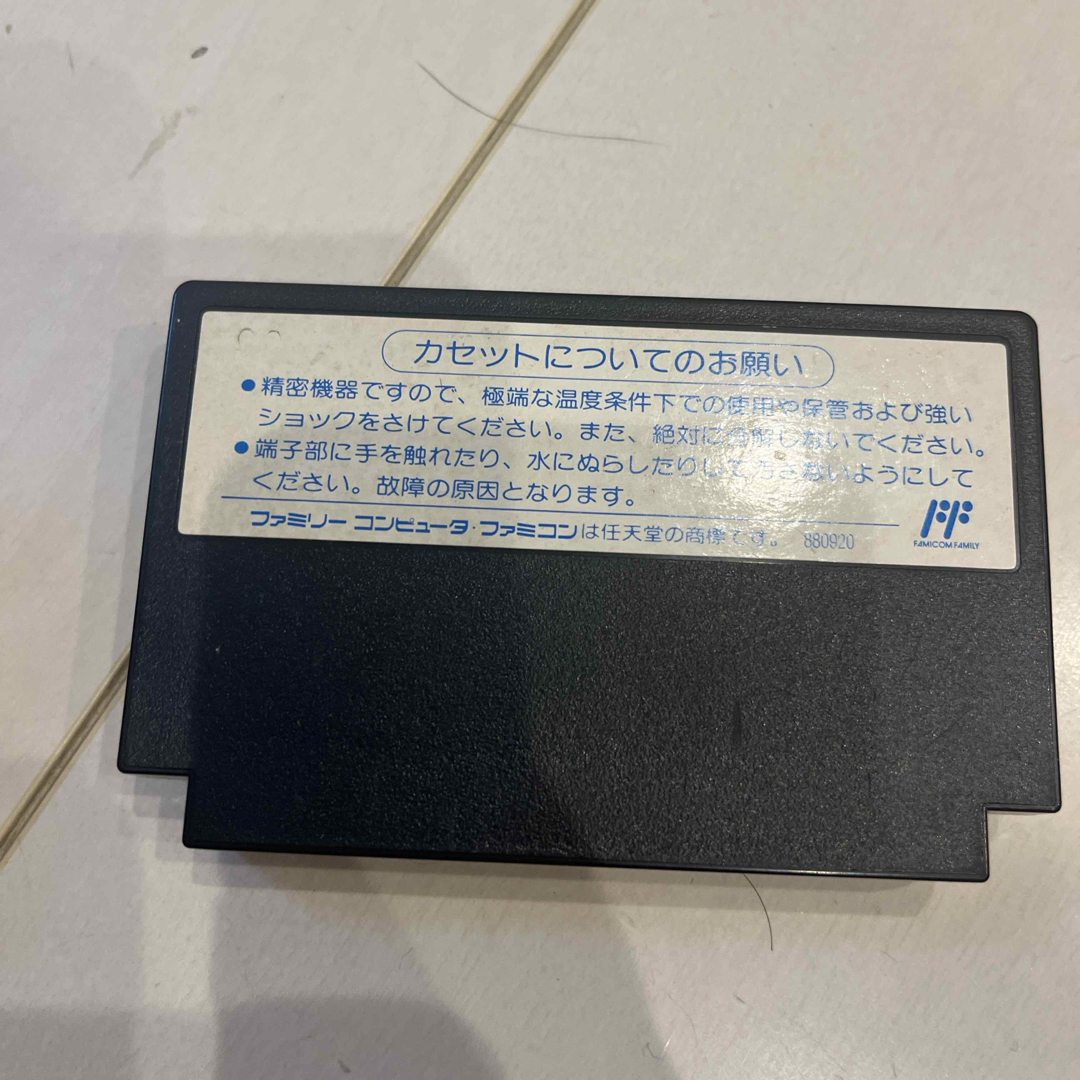 カセットについてのお願い
●精密機器ですので、極端な温度条件下での使用や保管および強い
ショックをさけてください。また、絶対に分解しないでください。
●端子部に手を触れたり、水にぬらしたりして汚さないようにして
ください。故障の原因となります。
ファミリー コンピュータ・ファミコンは任天堂の商標です。 880920
FAMICOM FAMILY